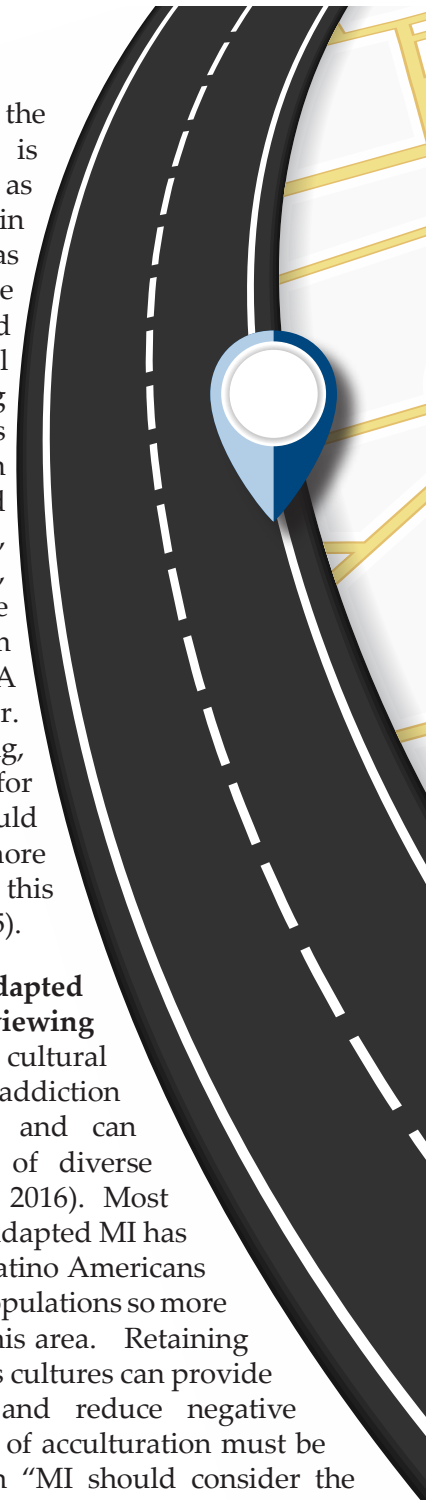 the
is
as
in
as
e
d
l
g
s
n
d
,
,
e
n
A
r.
g,
for
uld
more
this
5).
dapted
viewing
cultural
addiction
and can
of diverse
2016). Most
dapted MI has
atino Americans
opulations so more
his area. Retaining
s cultures can provide
and reduce negative
of acculturation must be
n “MI should consider the